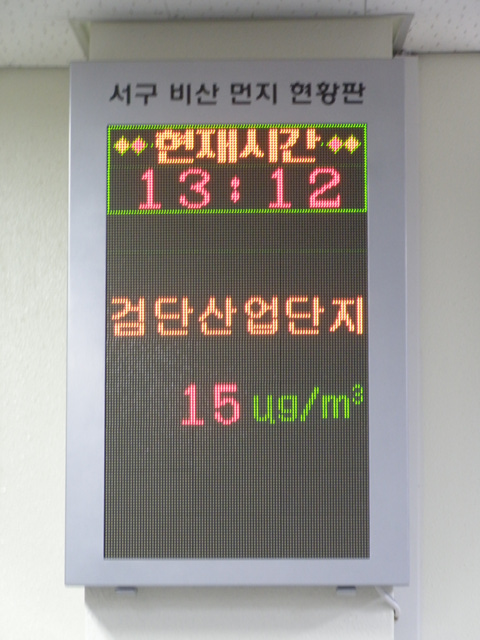 서구 비산 먼지 현황판
현재시간
13:12
검단산업단지
15 ug/m³